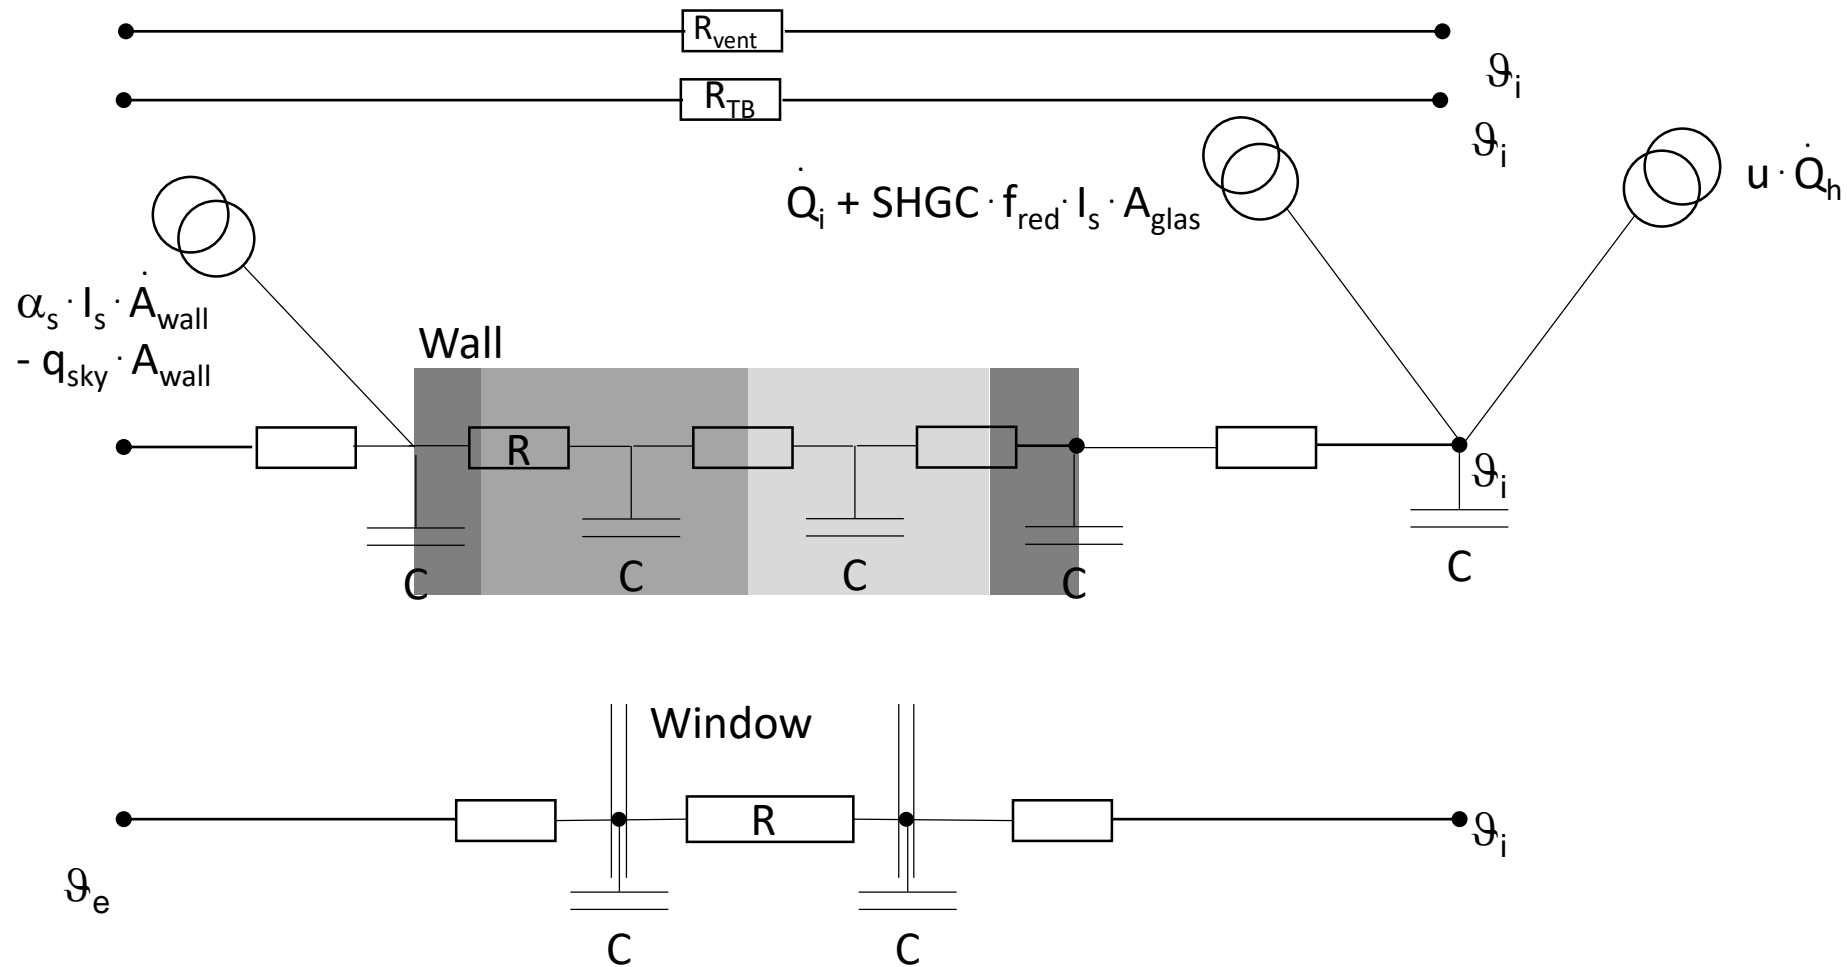 R_vent
ϑ_i
R_TB
ϑ_i
Q̇_i + SHGC · f_red · I_s · A_glas
u · Q̇_h
α_s · I_s · Ȧ_wall
- q_sky · A_wall
Wall
R
ϑ_i
C
C
C
C
C
Window
R
ϑ_i
ϑ_e
C
C